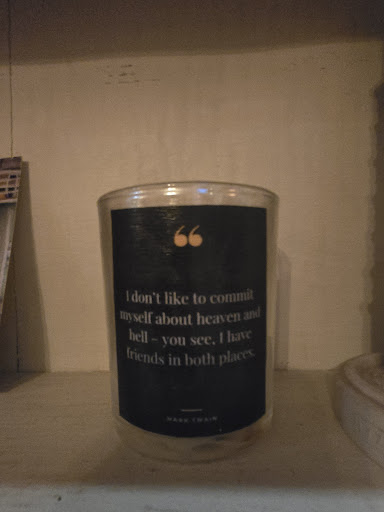 “
I don't like to commit
myself about heaven and
hell – you see, I have
friends in both places.
MARK TWAIN